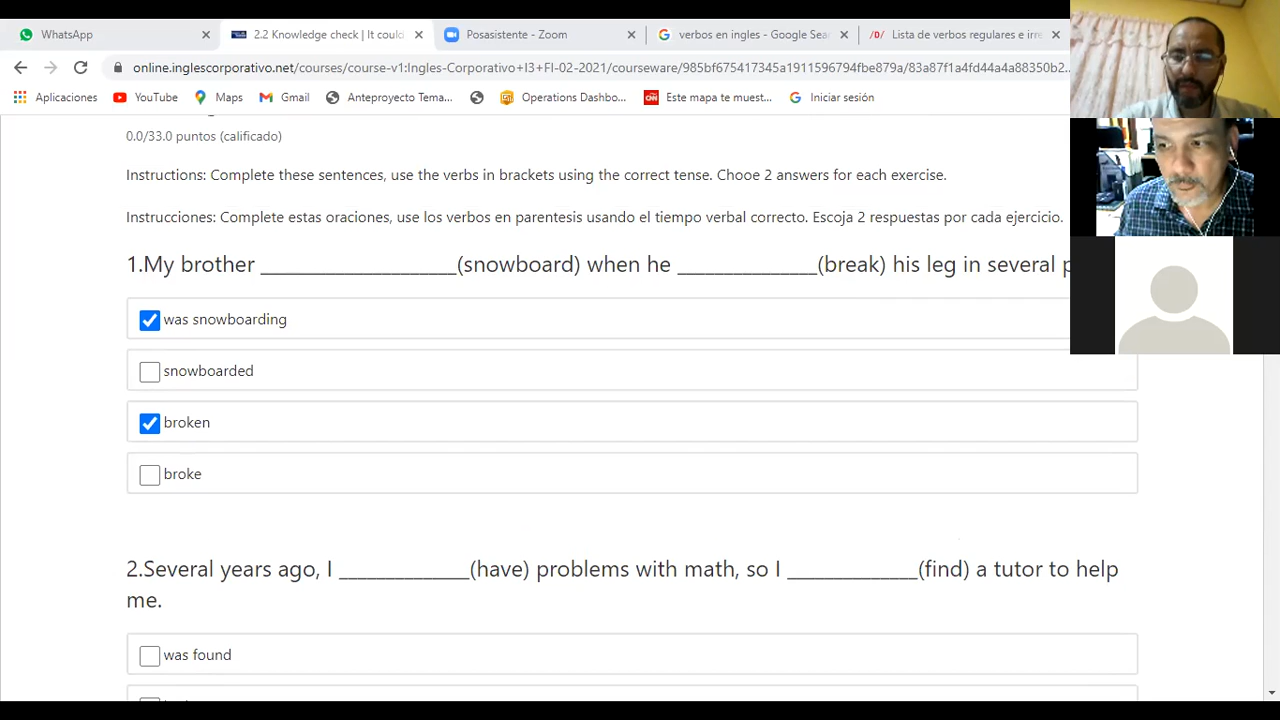 WhatsApp
2.2 Knowledge check | It could
Posasistente - Zoom
verbos en ingles - Google Sear
Lista de verbos regulares e irre
online.inglescorporativo.net/courses/course-v1:Ingles-Corporativo+I3+FI-02-2021/courseware/985bf675417345a1911596794fbe879a/83a87f1a4fd44a4a88350b2...
Aplicaciones
YouTube
Maps
Gmail
Anteproyecto Tema...
Operations Dashbo...
Este mapa te muest...
Iniciar sesión
0.0/33.0 puntos (calificado)
Instructions: Complete these sentences, use the verbs in brackets using the correct tense. Chooe 2 answers for each exercise.
Instrucciones: Complete estas oraciones, use los verbos en parentesis usando el tiempo verbal correcto. Escoja 2 respuestas por cada ejercicio.
1.My brother ____________________(snowboard) when he ______________(break) his leg in several p
was snowboarding
snowboarded
broken
broke
2.Several years ago, I _____________(have) problems with math, so I _____________(find) a tutor to help
me.
was found